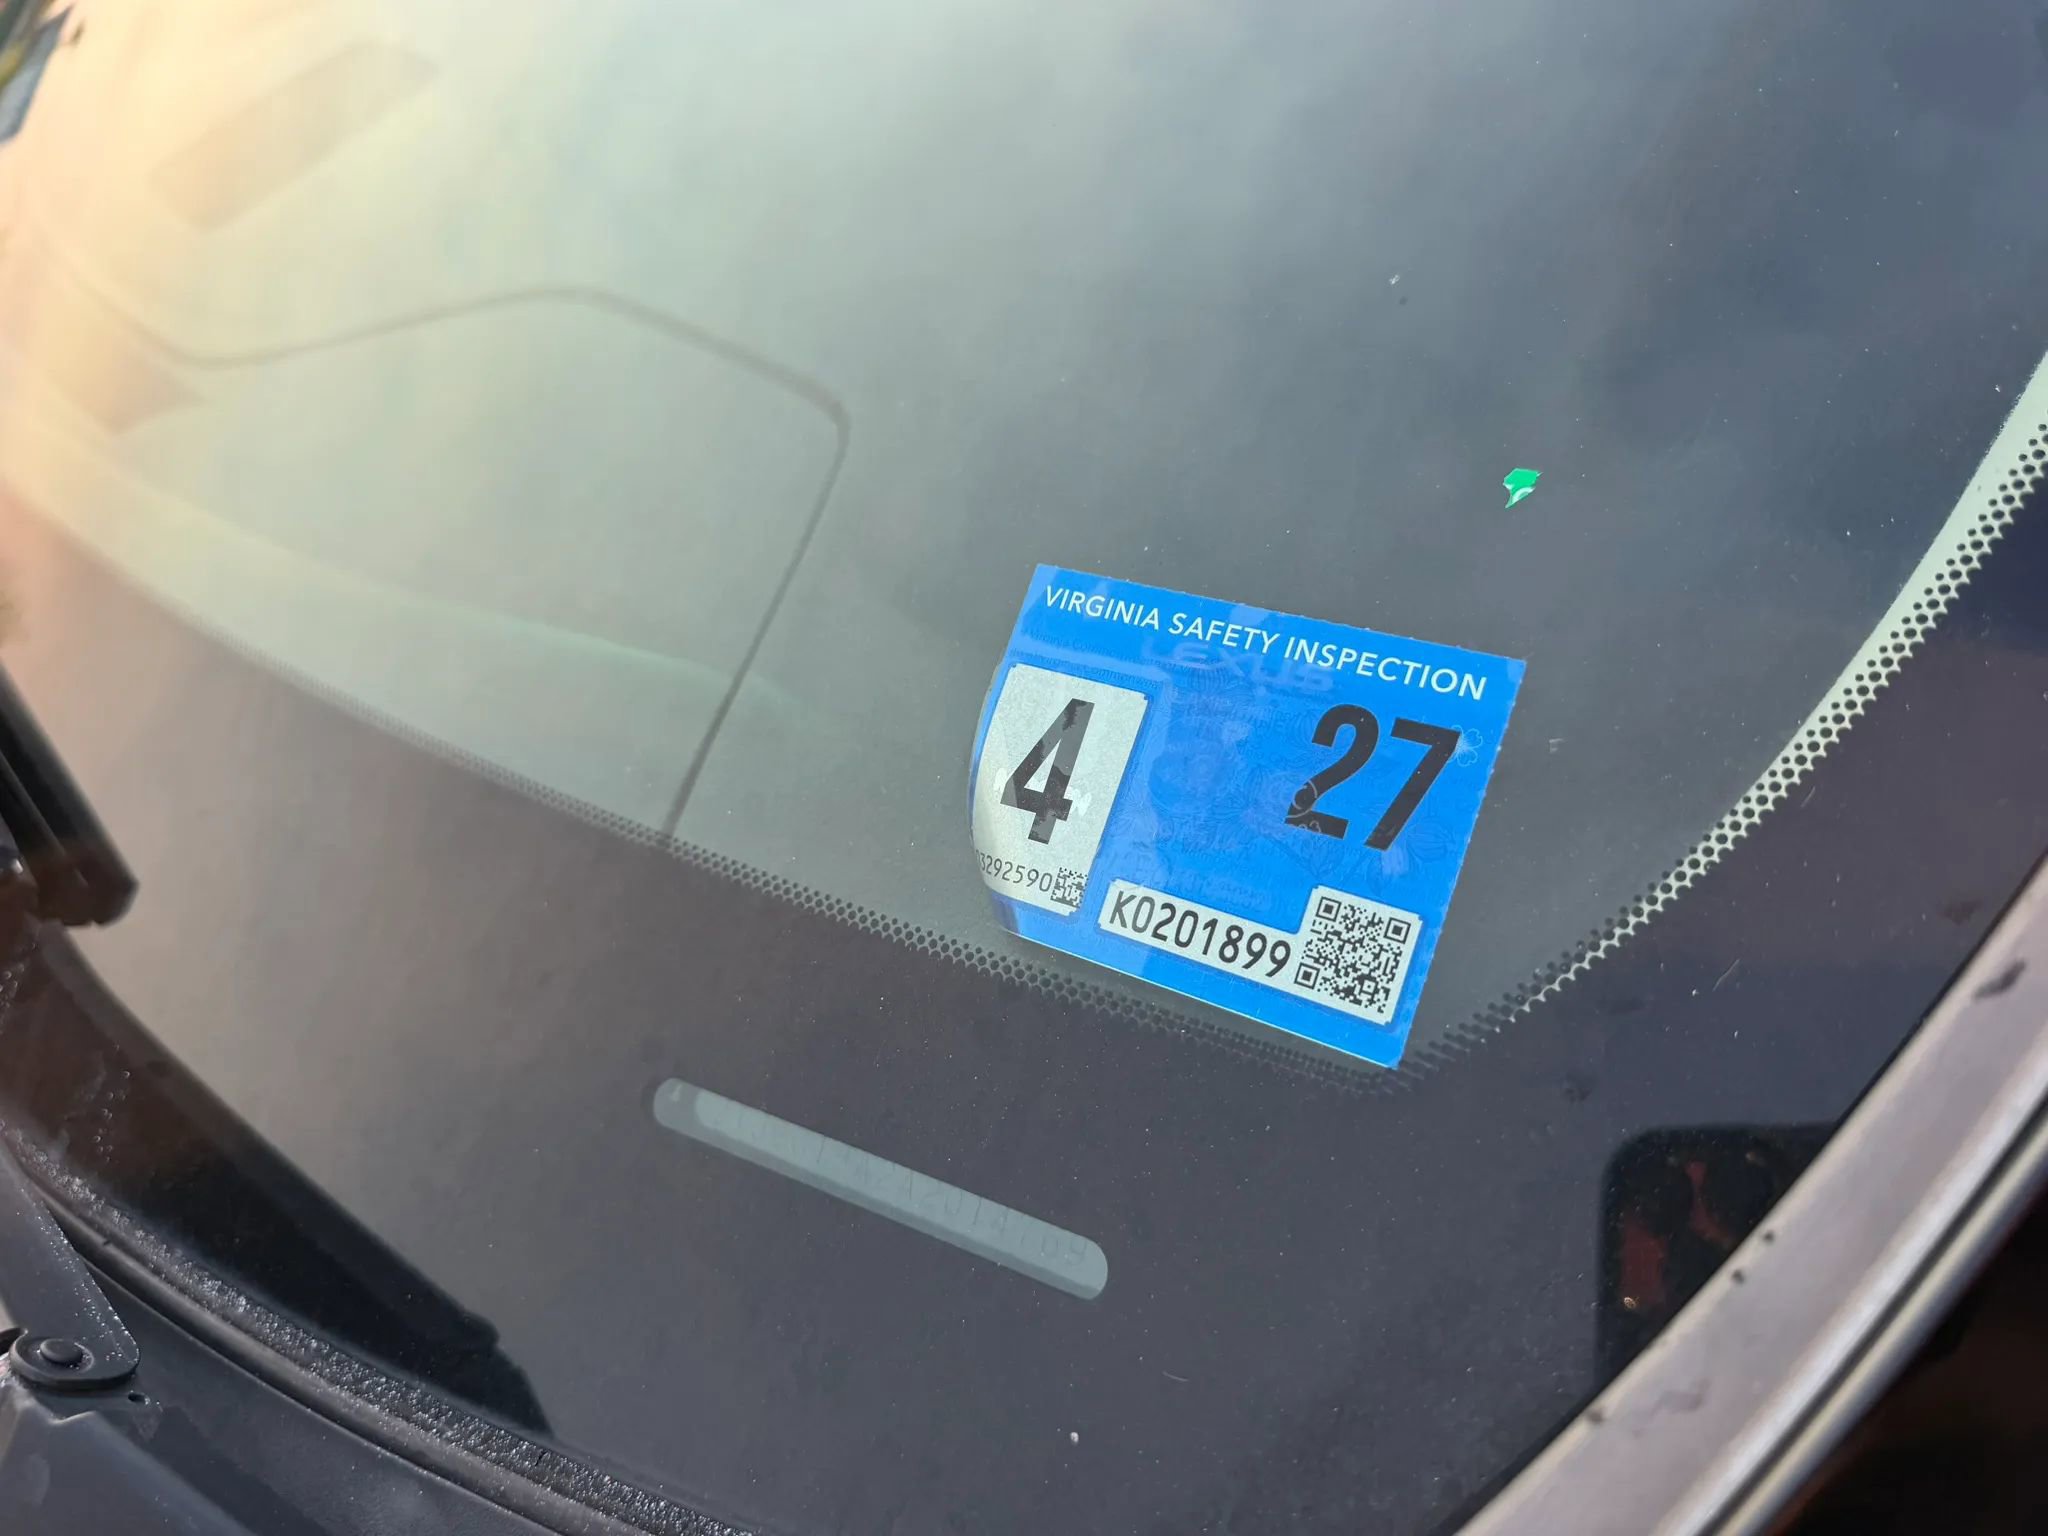 VIRGINIA SAFETY INSPECTION
4 27
3292590
K0201899